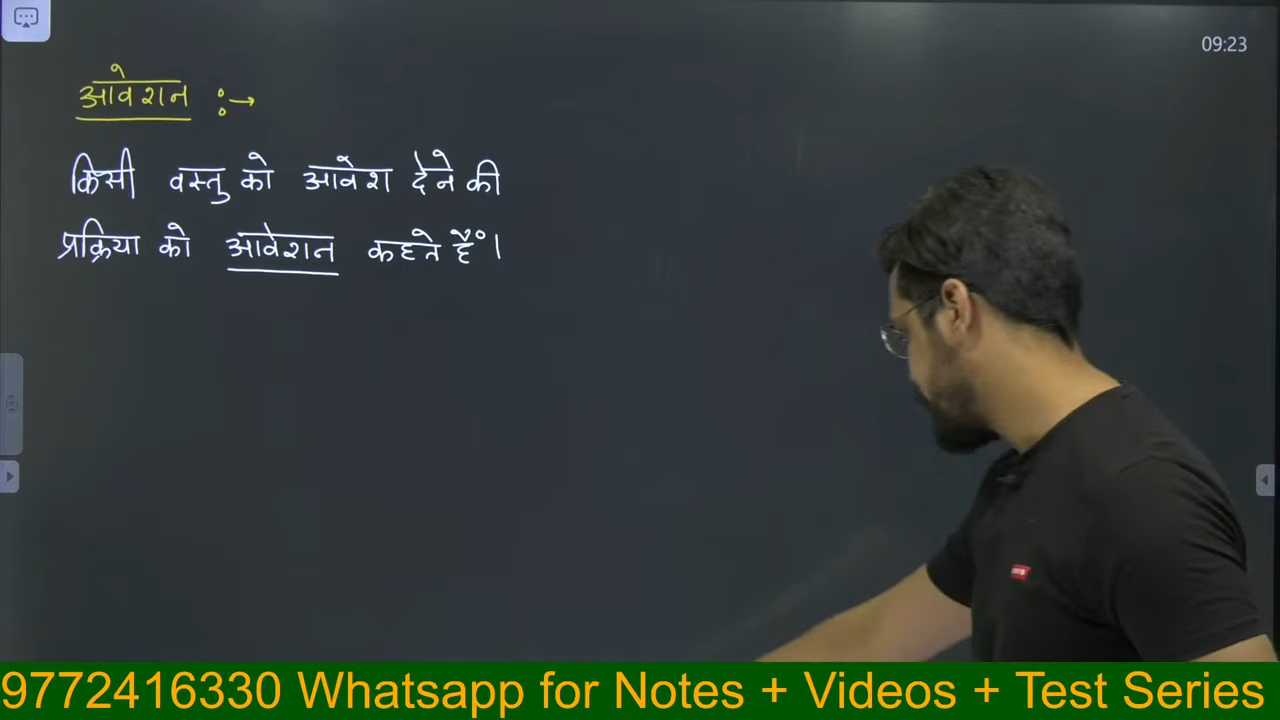 09:23
आवेशन :→
किसी वस्तु को आवेश देने की
प्रक्रिया को आवेशन कहते हैं।
9772416330 Whatsapp for Notes + Videos + Test Series